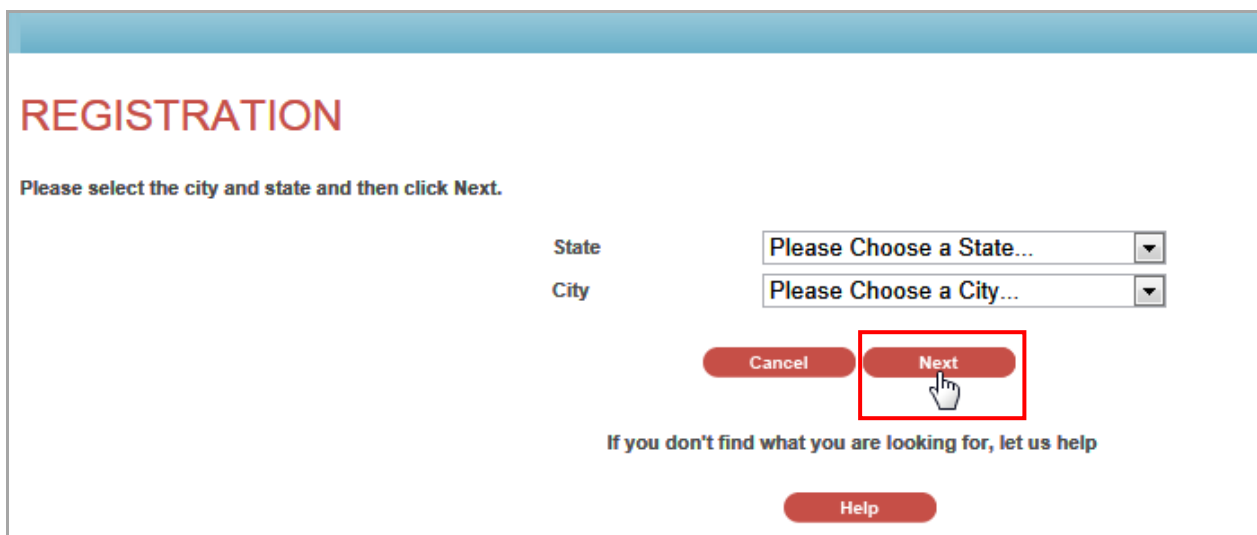 REGISTRATION
Please select the city and state and then click Next.
State Please Choose a State...
City Please Choose a City...
Cancel Next
If you don't find what you are looking for, let us help
Help